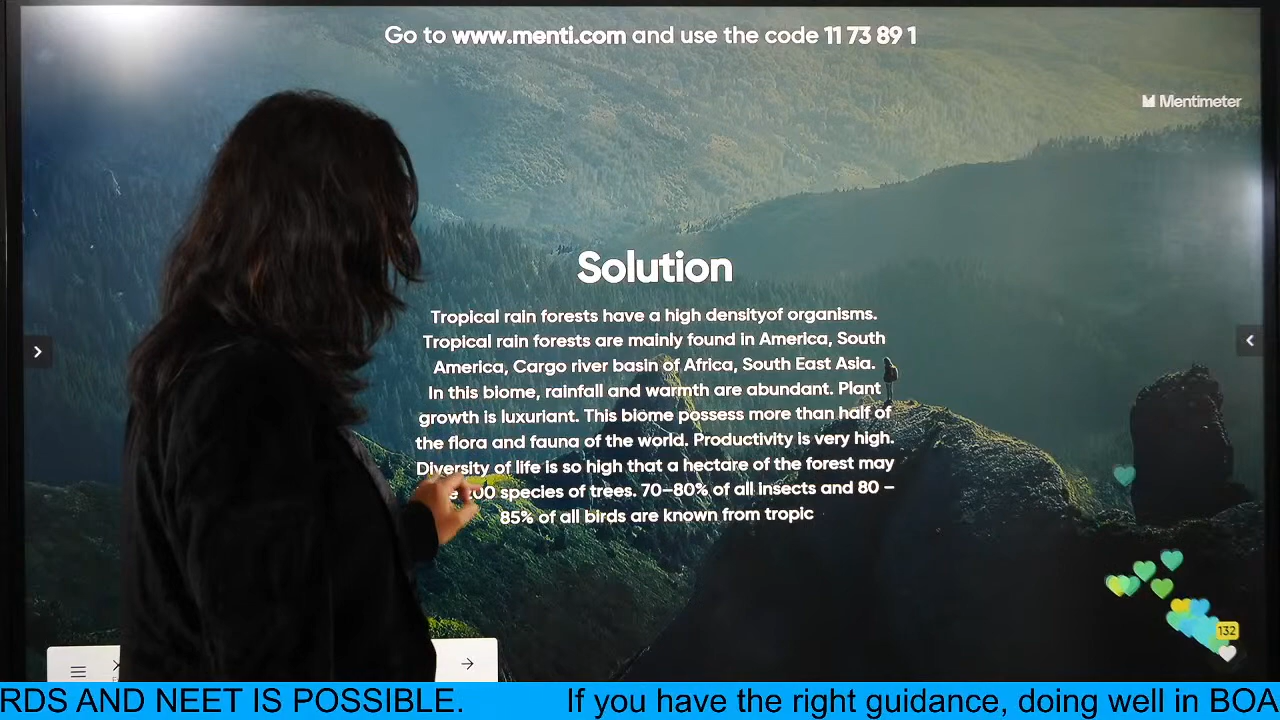 Go to www.menti.com and use the code 11 73 89 1
Mentimeter
Solution
Tropical rain forests have a high densityof organisms.
Tropical rain forests are mainly found in America, South
America, Cargo river basin of Africa, South East Asia.
In this biome, rainfall and warmth are abundant. Plant
growth is luxuriant. This biome possess more than half of
the flora and fauna of the world. Productivity is very high.
Diversity of life is so high that a hectare of the forest may
200 species of trees. 70–80% of all insects and 80 –
85% of all birds are known from tropic
132
RDS AND NEET IS POSSIBLE. If you have the right guidance, doing well in BOA